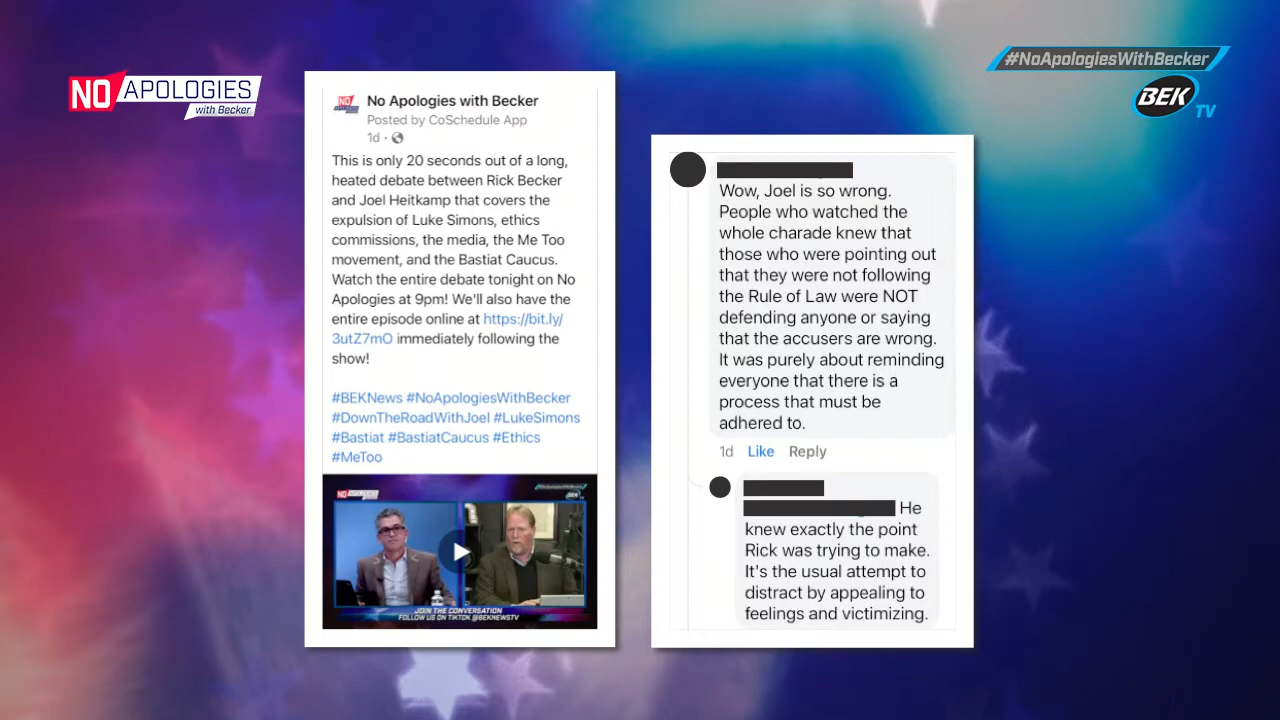 NO APOLOGIES
with Becker
#NoApologiesWithBecker
BEK TV
No Apologies with Becker
Posted by CoSchedule App
1d ·
This is only 20 seconds out of a long,
heated debate between Rick Becker
and Joel Heitkamp that covers the
expulsion of Luke Simons, ethics
commissions, the media, the Me Too
movement, and the Bastiat Caucus.
Watch the entire debate tonight on No
Apologies at 9pm! We'll also have the
entire episode online at https://bit.ly/
3utZ7mO immediately following the
show!
#BEKNews #NoApologiesWithBecker
#DownTheRoadWithJoel #LukeSimons
#Bastiat #BastiatCaucus #Ethics
#MeToo
NO
BEK
JOIN THE CONVERSATION
FOLLOW US ON TIKTOK @BEKNEWSTV
Wow, Joel is so wrong.
People who watched the
whole charade knew that
those who were pointing out
that they were not following
the Rule of Law were NOT
defending anyone or saying
that the accusers are wrong.
It was purely about reminding
everyone that there is a
process that must be
adhered to.
1d Like Reply
He
knew exactly the point
Rick was trying to make.
It's the usual attempt to
distract by appealing to
feelings and victimizing.